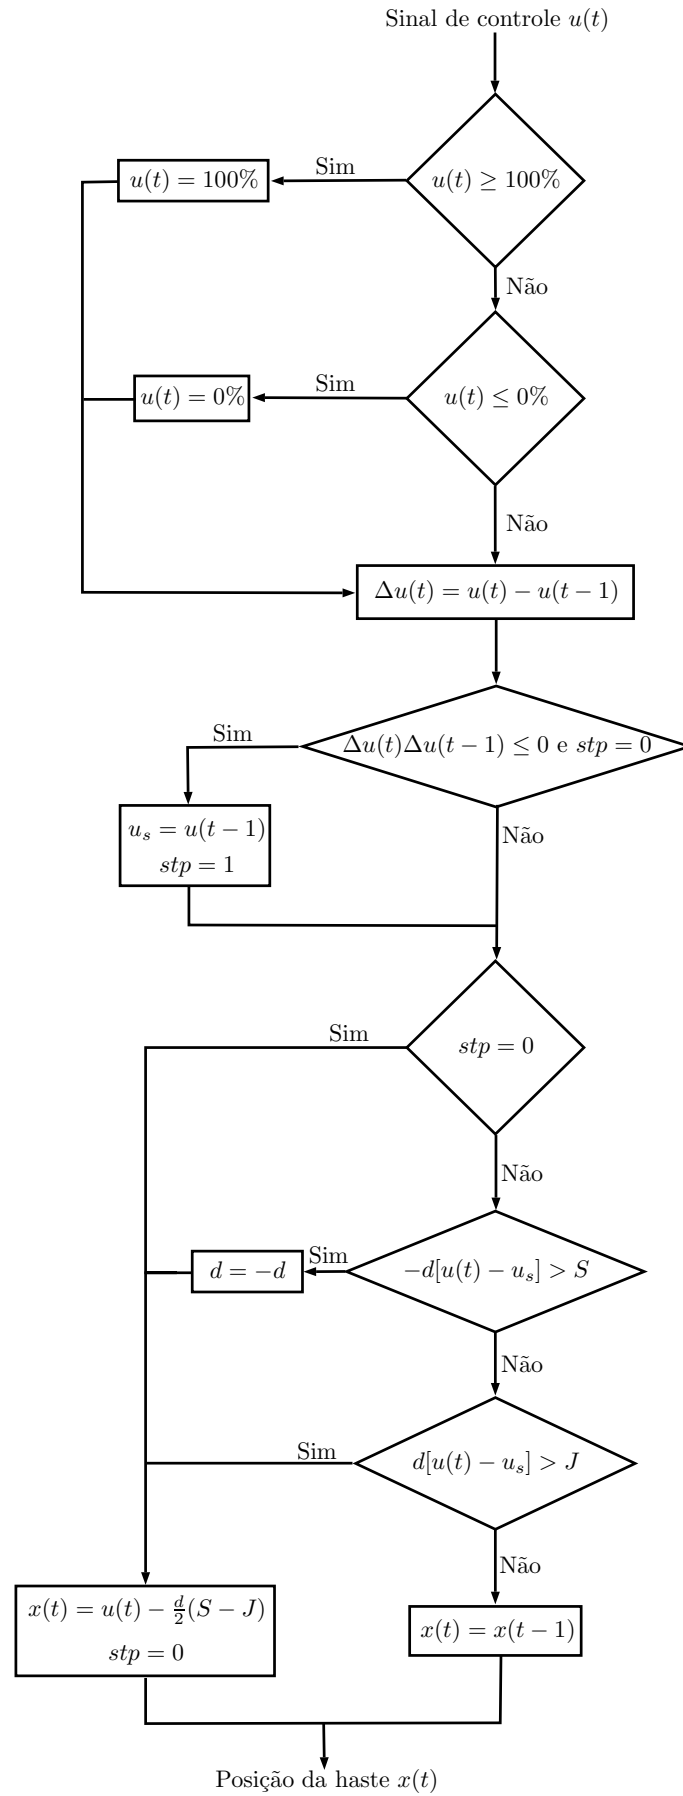 Sinal de controle u(t)
u(t) ≥ 100%
Sim
u(t) = 100%
Não
u(t) ≤ 0%
Sim
u(t) = 0%
Não
Δu(t) = u(t) − u(t − 1)
Δu(t)Δu(t − 1) ≤ 0 e stp = 0
Sim
u_s = u(t − 1)
stp = 1
Não
stp = 0
Sim
Não
−d[u(t) − u_s] > S
Sim
d = −d
Não
d[u(t) − u_s] > J
Sim
Não
x(t) = u(t) − d/2(S − J)
stp = 0
x(t) = x(t − 1)
Posição da haste x(t)